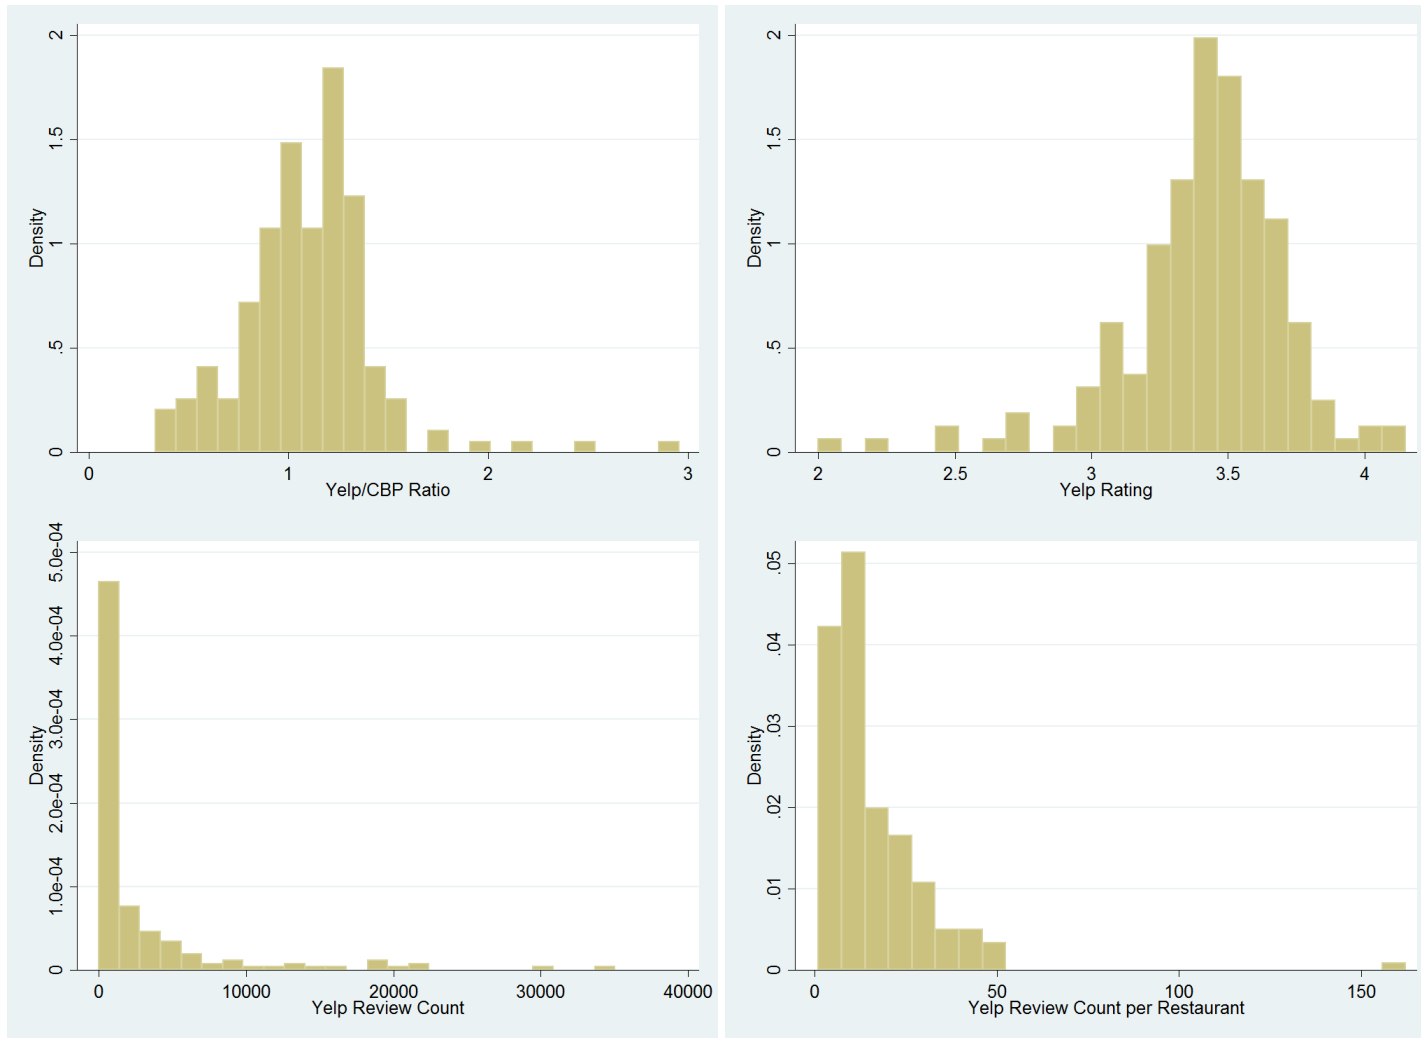 2
1.5
1
.5
0
Density
0
1
2
3
Yelp/CBP Ratio
2
1.5
1
.5
0
Density
2
2.5
3
3.5
4
Yelp Rating
5.0e-04
4.0e-04
3.0e-04
2.0e-04
1.0e-04
0
Density
0
10000
20000
30000
40000
Yelp Review Count
.05
.04
.03
.02
.01
0
Density
0
50
100
150
Yelp Review Count per Restaurant